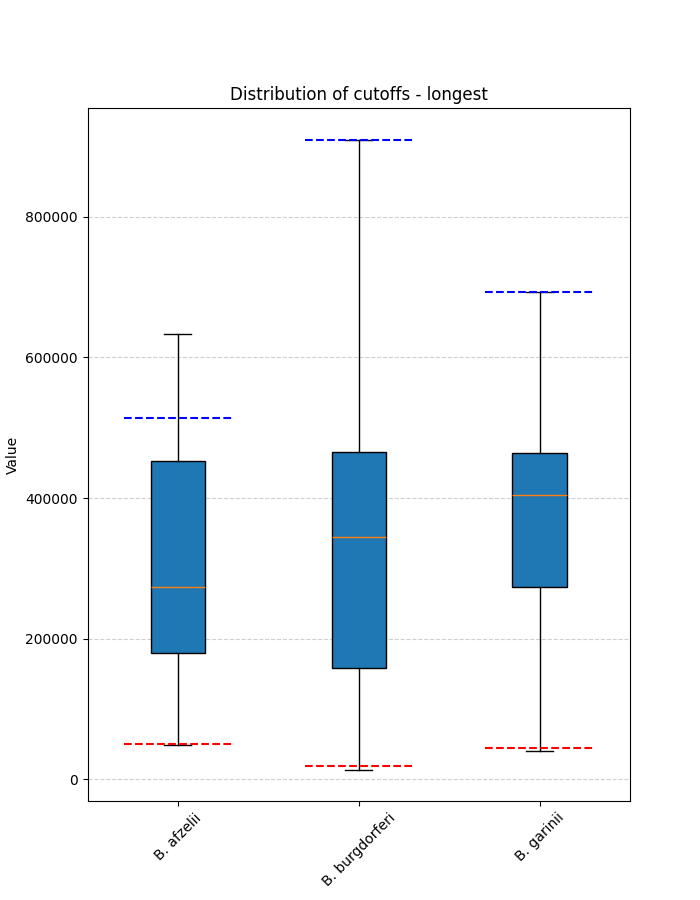 Distribution of cutoffs - longest
Value
800000
600000
400000
200000
0
B. afzelii
B. burgdorferi
B. garinii